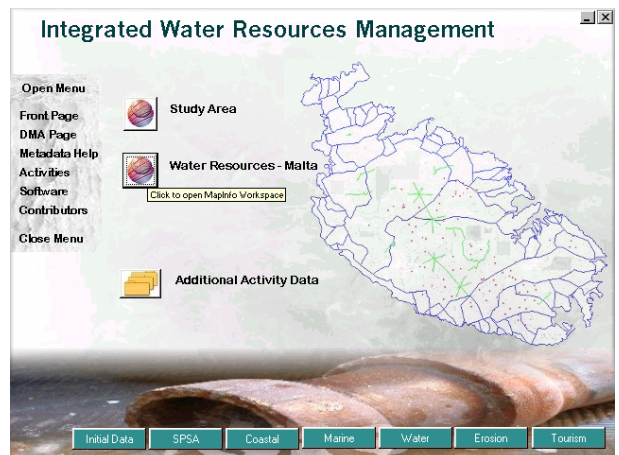 Integrated Water Resources Management
Open Menu
Front Page
DMA Page
Metadata Help
Activities
Software
Contributors
Close Menu
Study Area
Water Resources - Malta
Click to open MapInfo Workspace
Additional Activity Data
Initial Data
SPSA
Coastal
Marine
Water
Erosion
Tourism